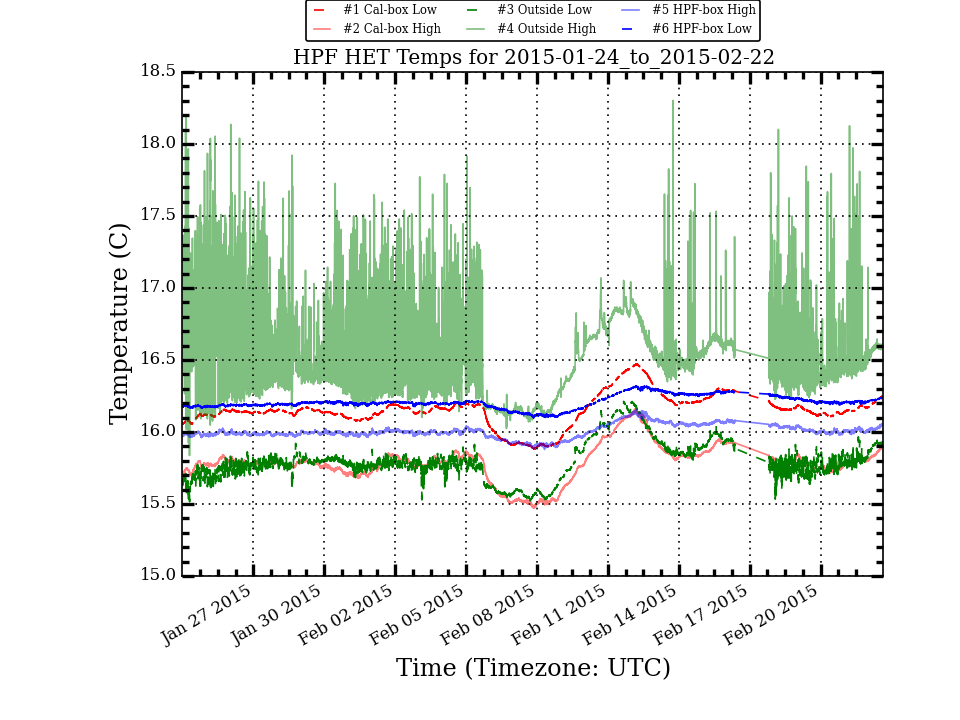 #1 Cal-box Low #3 Outside Low #5 HPF-box High
#2 Cal-box High #4 Outside High #6 HPF-box Low
HPF HET Temps for 2015-01-24_to_2015-02-22
18.5
18.0
17.5
17.0
16.5
16.0
15.5
15.0
Temperature (C)
Jan 27 2015 Jan 30 2015 Feb 02 2015 Feb 05 2015 Feb 08 2015 Feb 11 2015 Feb 14 2015 Feb 17 2015 Feb 20 2015
Time (Timezone: UTC)